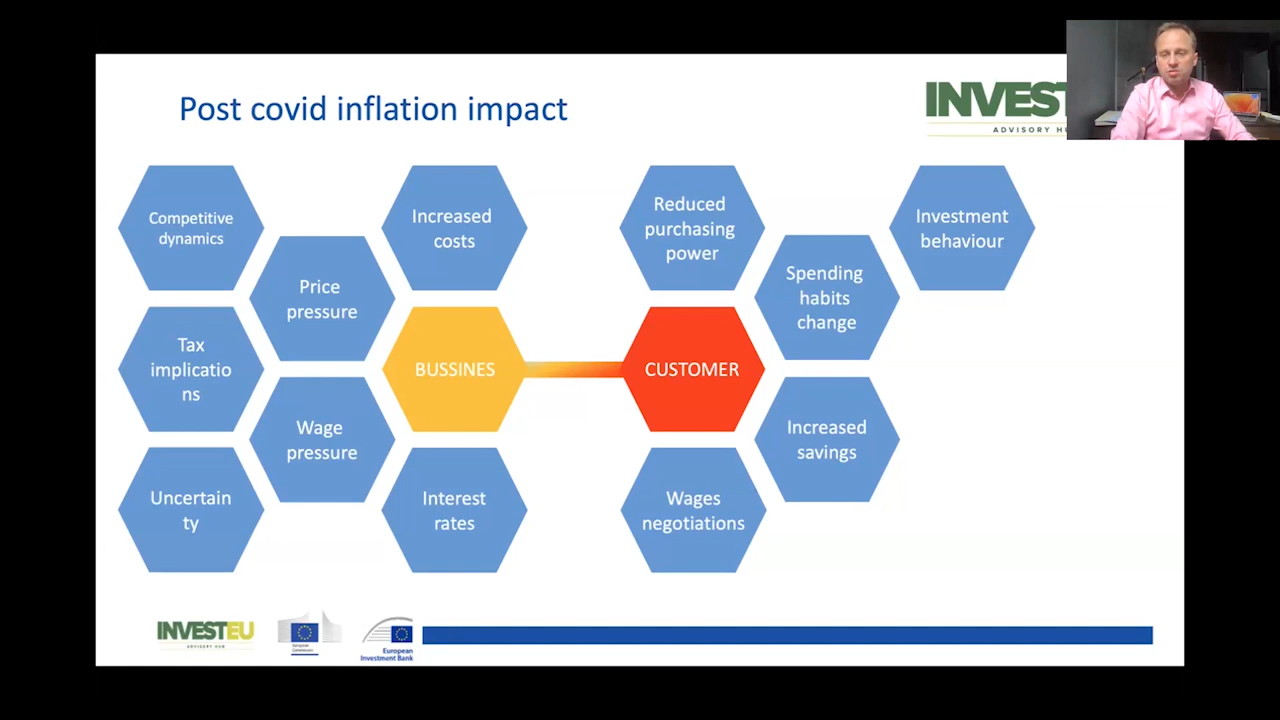 Post covid inflation impact
INVEST
ADVISORY HU
Competitive
dynamics
Increased
costs
Reduced
purchasing
power
Investment
behaviour
Price
pressure
Spending
habits
change
Tax
implicatio
ns
BUSSINES
CUSTOMER
Wage
pressure
Increased
savings
Uncertain
ty
Interest
rates
Wages
negotiations
INVESTEU
ADVISORY HUB
European
Commission
European
Investment Bank